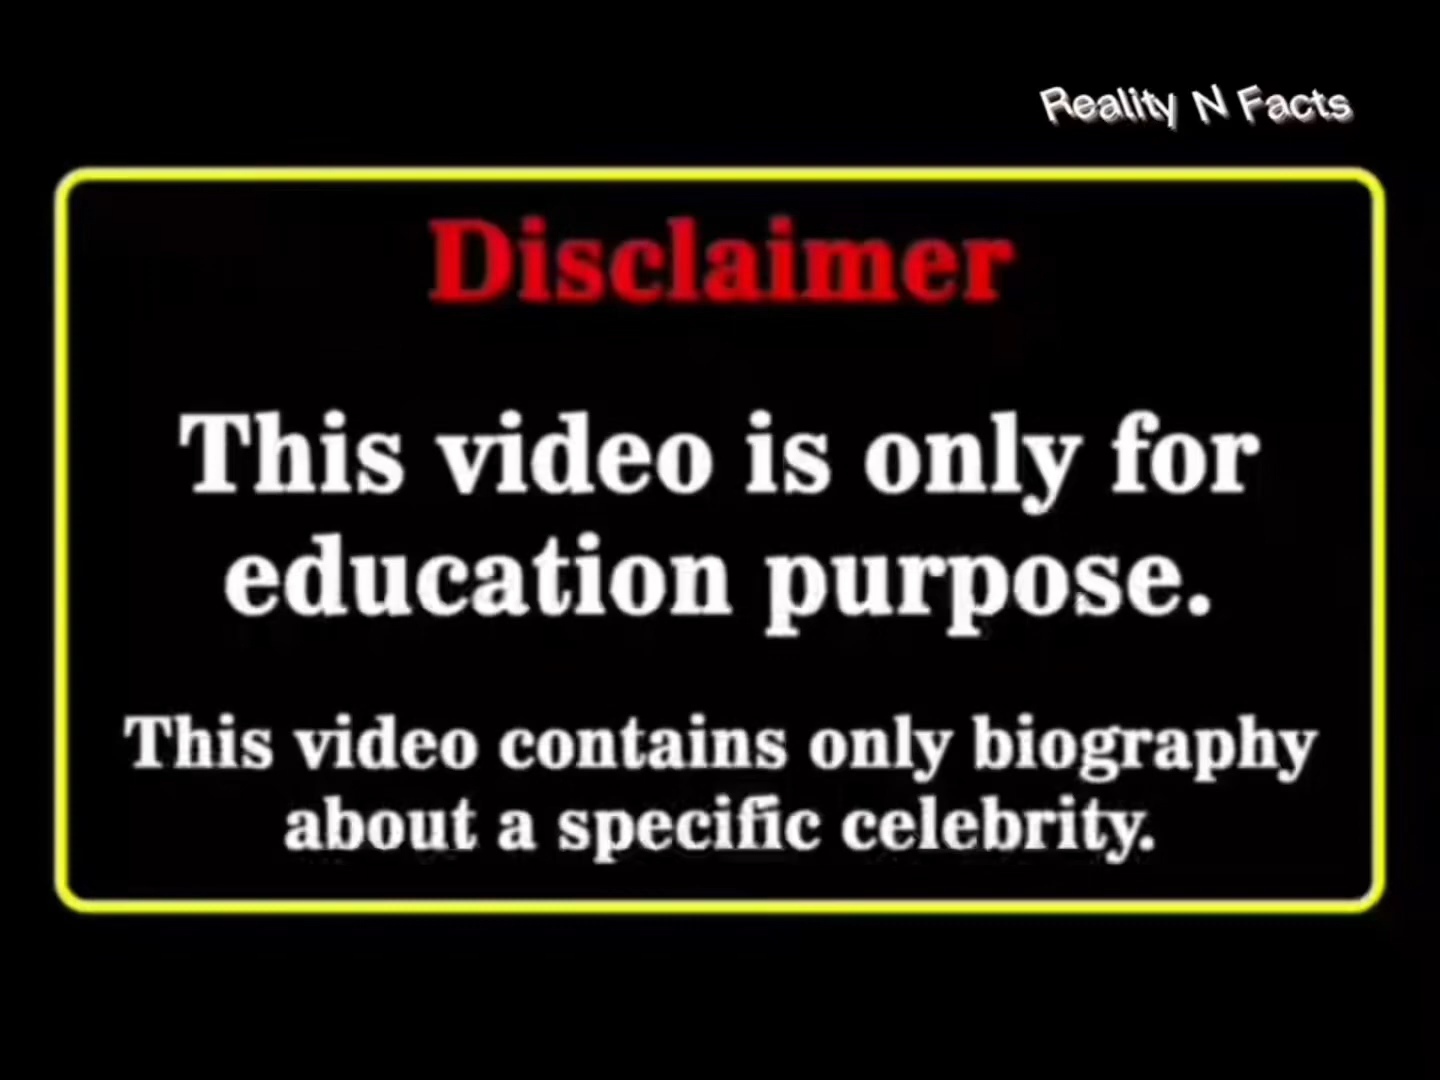 Reality N Facts
Disclaimer
This video is only for
education purpose.
This video contains only biography
about a specific celebrity.